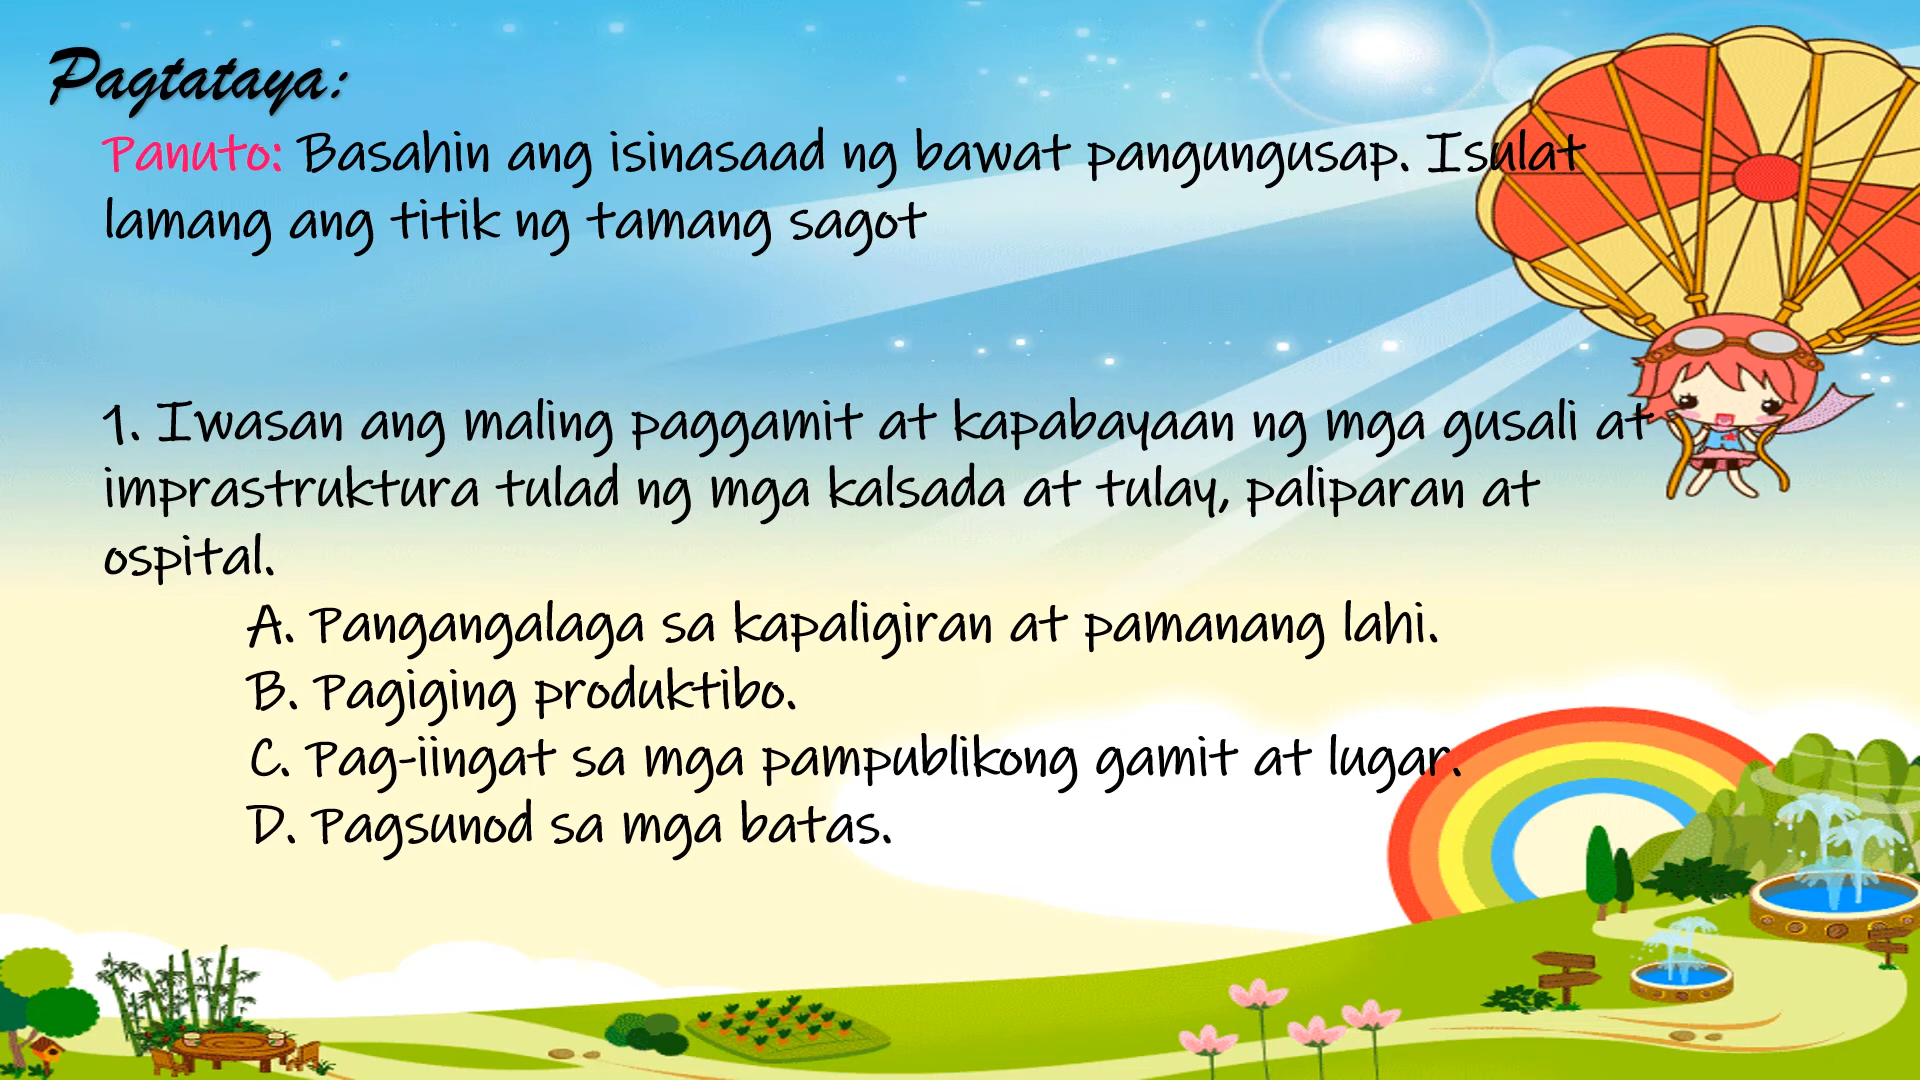 Pagtataya:
Panuto: Basahin ang isinasaad ng bawat pangungusap. Isulat
lamang ang titik ng tamang sagot
1. Iwasan ang maling paggamit at kapabayaan ng mga gusali at
imprastruktura tulad ng mga kalsada at tulay, paliparan at
ospital.
A. Pangangalaga sa kapaligiran at pamanang lahi.
B. Pagiging produktibo.
C. Pag-iingat sa mga pampublikong gamit at lugar.
D. Pagsunod sa mga batas.